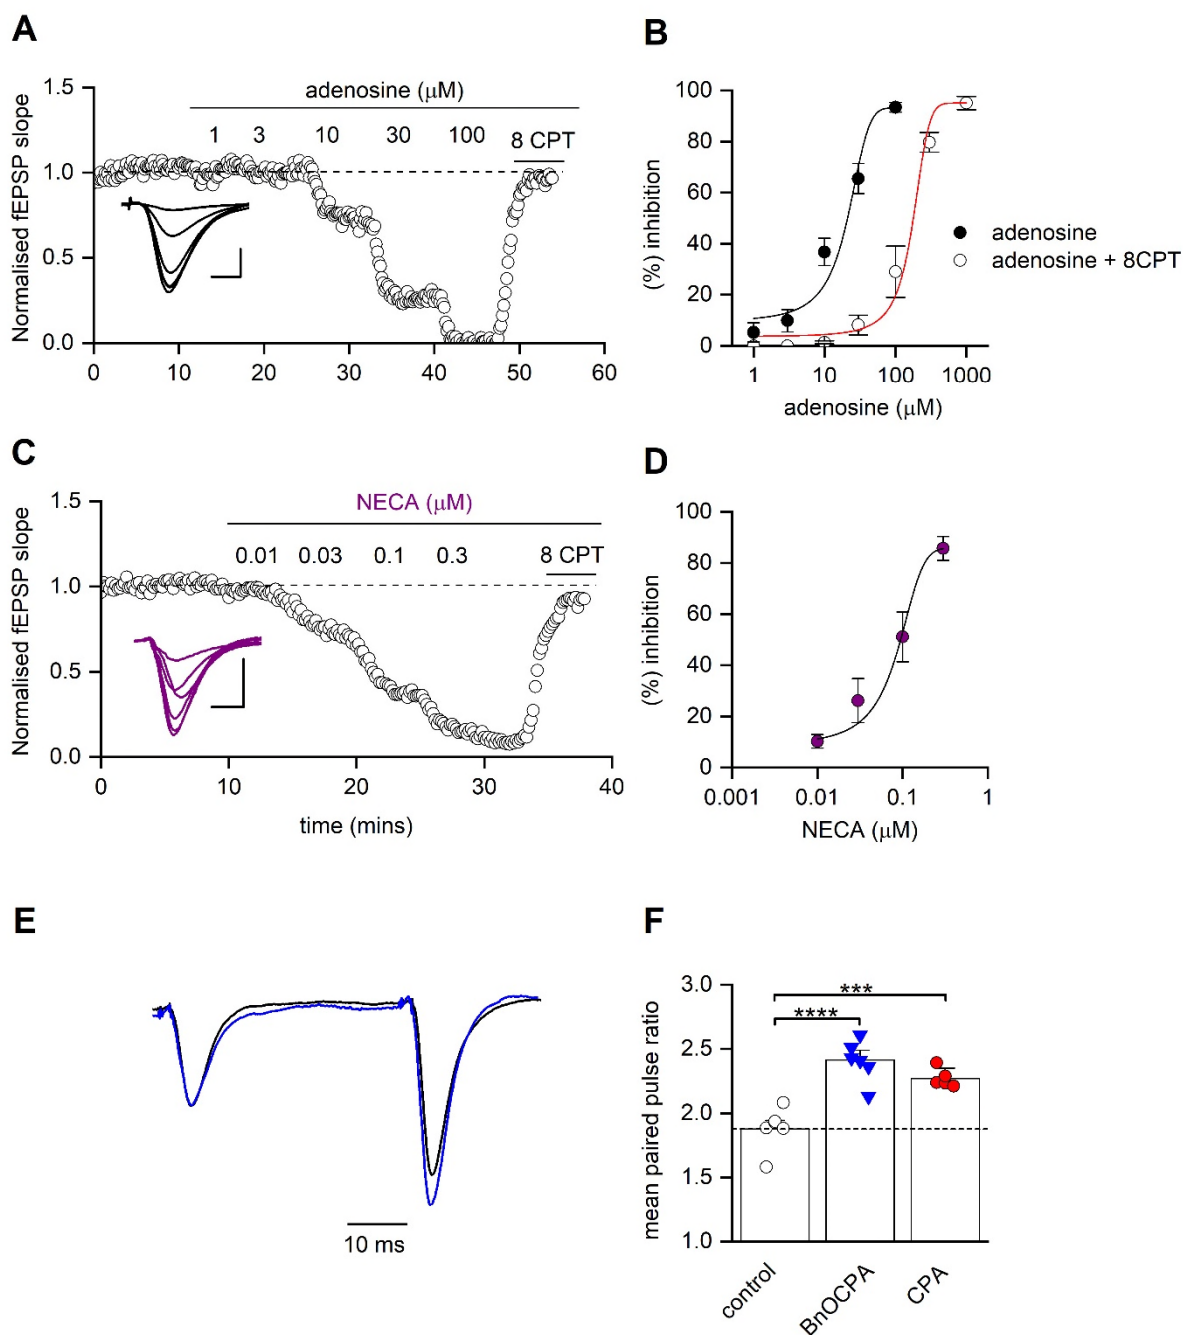 A
adenosine (μM)
1 3 10 30 100 8 CPT
Normalised fEPSP slope
1.5
1.0
0.5
0.0
0 10 20 30 40 50 60
B
(%) inhibition
100
80
60
40
20
0
adenosine
adenosine + 8CPT
1 10 100 1000
adenosine (μM)
C
NECA (μM)
0.01 0.03 0.1 0.3 8 CPT
Normalised fEPSP slope
1.5
1.0
0.5
0.0
0 10 20 30 40
time (mins)
D
(%) inhibition
100
80
60
40
20
0
0.001 0.01 0.1 1
NECA (μM)
E
10 ms
F
mean paired pulse ratio
3.0
2.5
2.0
1.5
1.0
***
****
control
BnOCPA
CPA